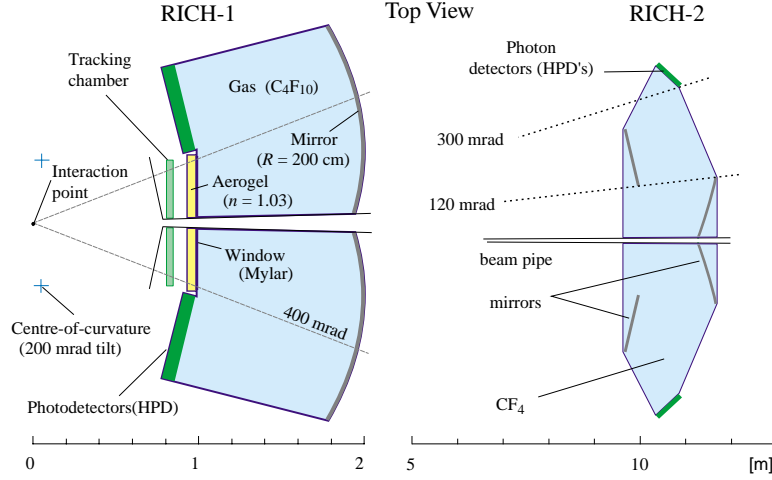 RICH-1
Top View
RICH-2
Tracking
chamber
Gas (C₄F₁₀)
Mirror
(R = 200 cm)
Interaction
point
Aerogel
(n = 1.03)
Window
(Mylar)
Centre-of-curvature
(200 mrad tilt)
400 mrad
Photodetectors(HPD)
0
1
2
Photon
detectors (HPD's)
300 mrad
120 mrad
beam pipe
mirrors
CF₄
5
10
[m]